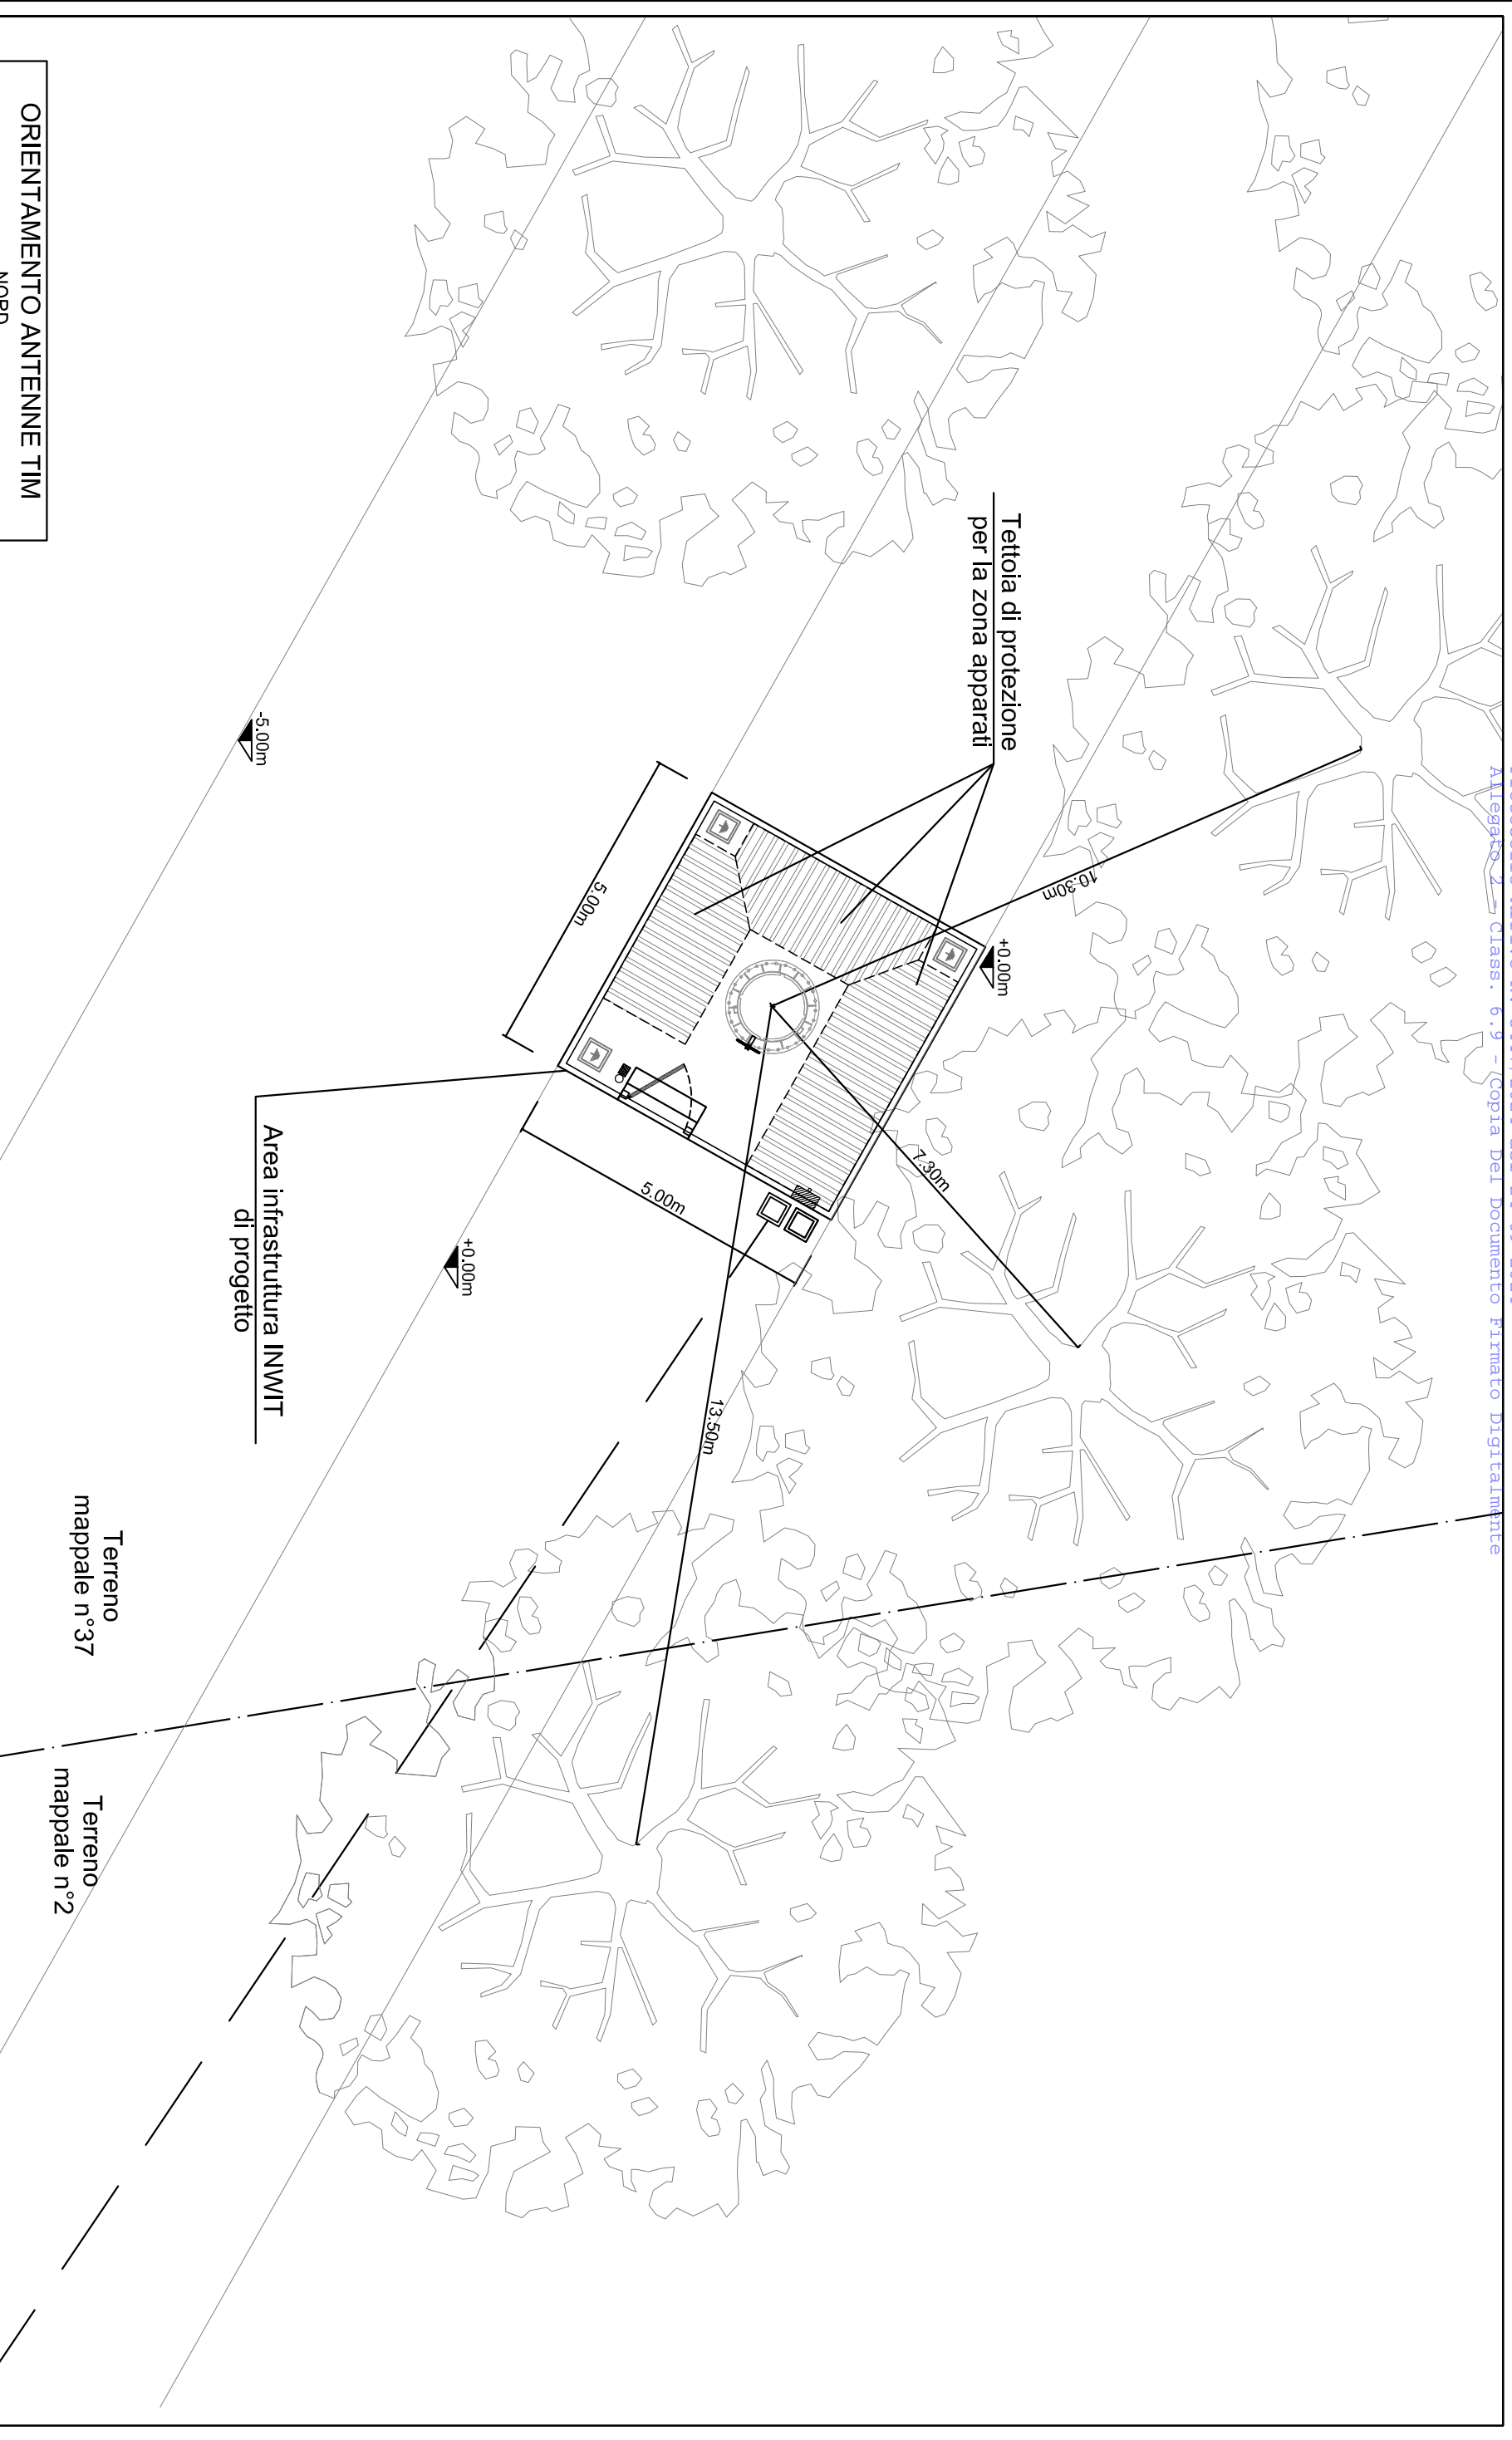 Allegato 2 - Class. 6.9 - Copia Del Documento Firmato Digitalmente
Tettoia di protezione
per la zona apparati
10.30m
+0.00m
7.30m
13.50m
5.00m
5.00m
-5.00m
+0.00m
Area infrastruttura INWIT
di progetto
Terreno
mappale n°37
Terreno
mappale n°2
ORIENTAMENTO ANTENNE TIM
NORD